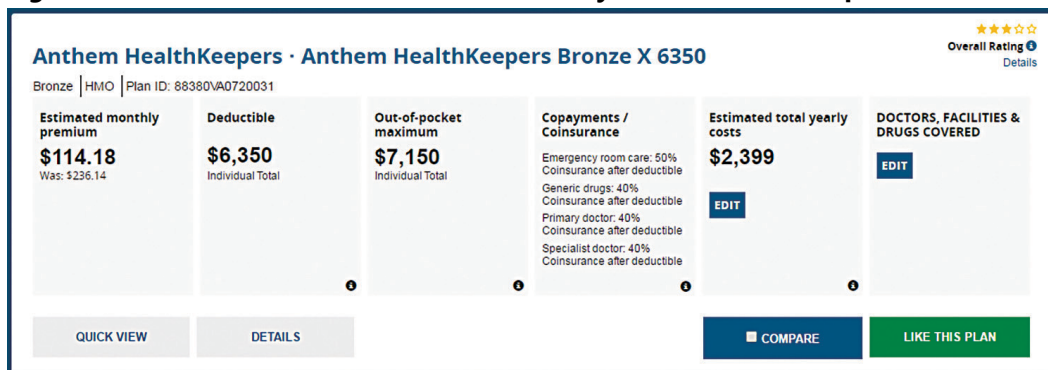 Anthem HealthKeepers · Anthem HealthKeepers Bronze X 6350
Overall Rating
Details
Bronze | HMO | Plan ID: 88380VA0720031
Estimated monthly
premium
$114.18
Was: $236.14
Deductible
$6,350
Individual Total
Out-of-pocket
maximum
$7,150
Individual Total
Copayments /
Coinsurance
Emergency room care: 50%
Coinsurance after deductible
Generic drugs: 40%
Coinsurance after deductible
Primary doctor: 40%
Coinsurance after deductible
Specialist doctor: 40%
Coinsurance after deductible
Estimated total yearly
costs
$2,399
EDIT
DOCTORS, FACILITIES &
DRUGS COVERED
EDIT
QUICK VIEW
DETAILS
COMPARE
LIKE THIS PLAN